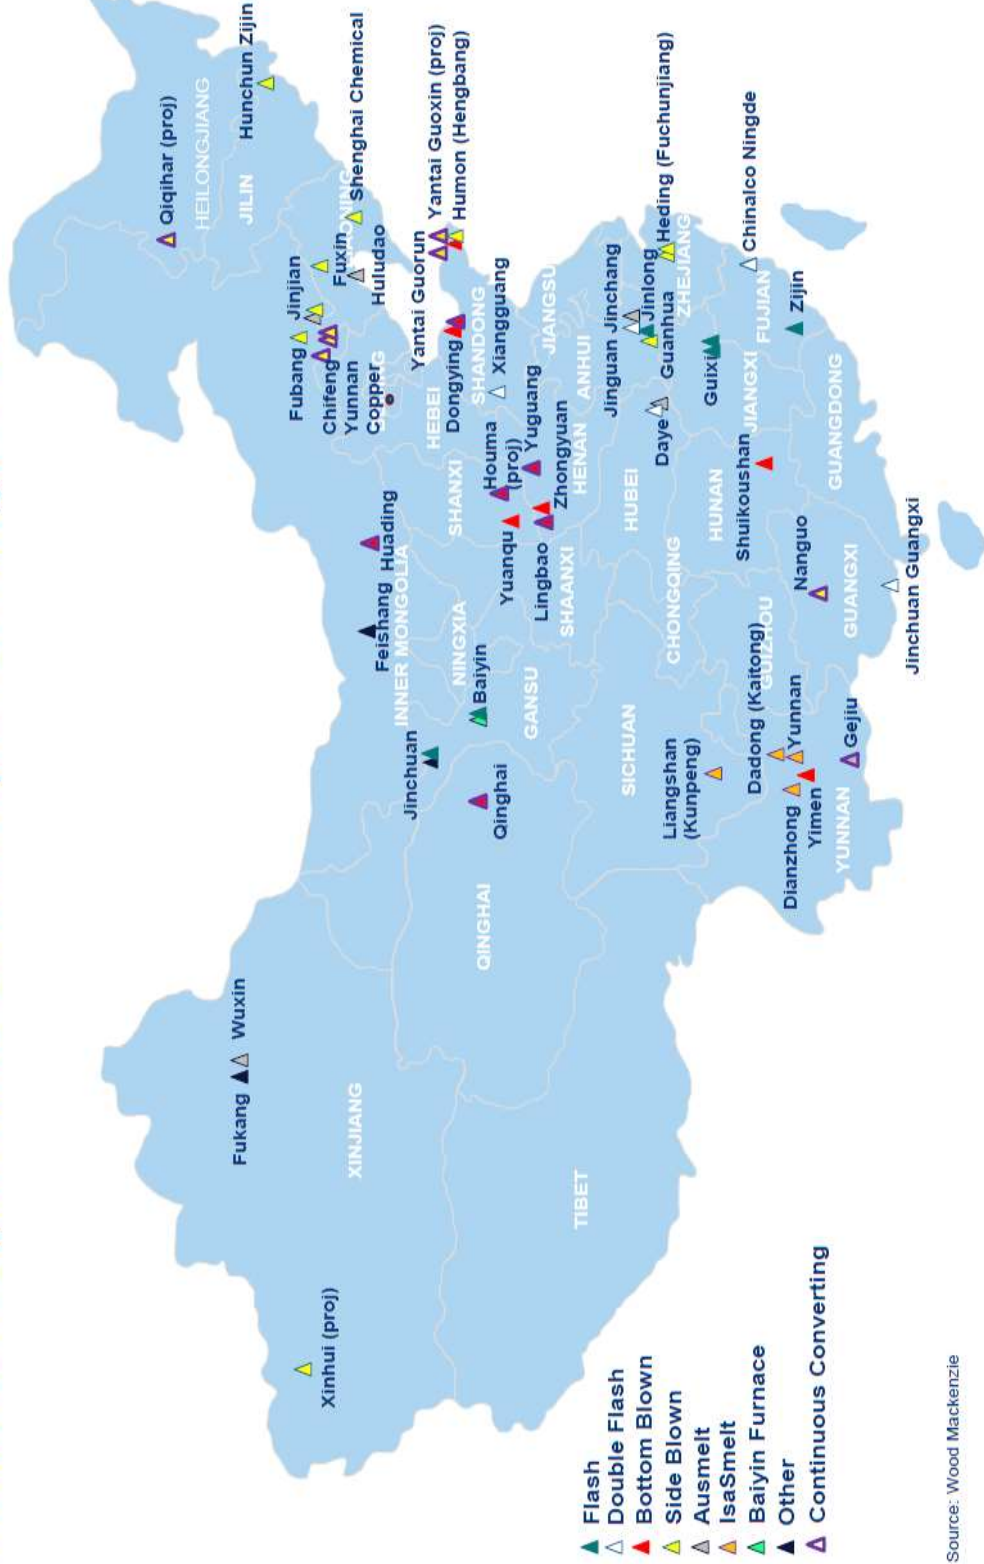 Qiqihar (proj)
HEILONGJIANG
Hunchun Zijin
JILIN
Fubang
Jinjian
Fuxin
Shenghai Chemical
Huludao
Chifeng
Yunnan
Copper
Fukang
Wuxin
XINJIANG
Xinhui (proj)
Feishang
Huading
INNER MONGOLIA
Jinchuan
NINGXIA
Baiyin
GANSU
Qinghai
QINGHAI
SHANXI
HEBEI
Yantai Guorun
Yantai Guoxin (proj)
Humon (Hengbang)
Dongying
SHANDONG
Xiangguang
Houma
(proj)
Yuguang
Yuanqu
Lingbao
Zhongyuan
HENAN
SHAANXI
JIANGSU
ANHUI
TIBET
SICHUAN
CHONGQING
HUBEI
Jinguan
Jinchang
Jinlong
Guanhua
Daye
Heding (Fuchunjiang)
ZHEJIANG
Liangshan
(Kunpeng)
HUNAN
Guixi
JIANGXI
FUJIAN
Chinalco Ningde
Zijin
Shuikoushan
Dadong (Kaitong)
GUIZHOU
Yunnan
Dianzhong
Yimen
YUNNAN
Gejiu
Nanguo
GUANGXI
GUANGDONG
Jinchuan Guangxi
Flash
Double Flash
Bottom Blown
Side Blown
Ausmelt
IsaSmelt
Baiyin Furnace
Other
Continuous Converting
Source: Wood Mackenzie